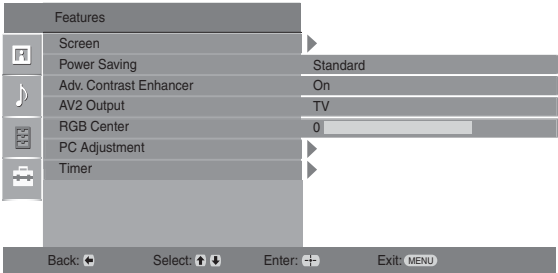 Features
Screen
Power Saving Standard
Adv. Contrast Enhancer On
AV2 Output TV
RGB Center 0
PC Adjustment
Timer
Back: Select: Enter: Exit: MENU